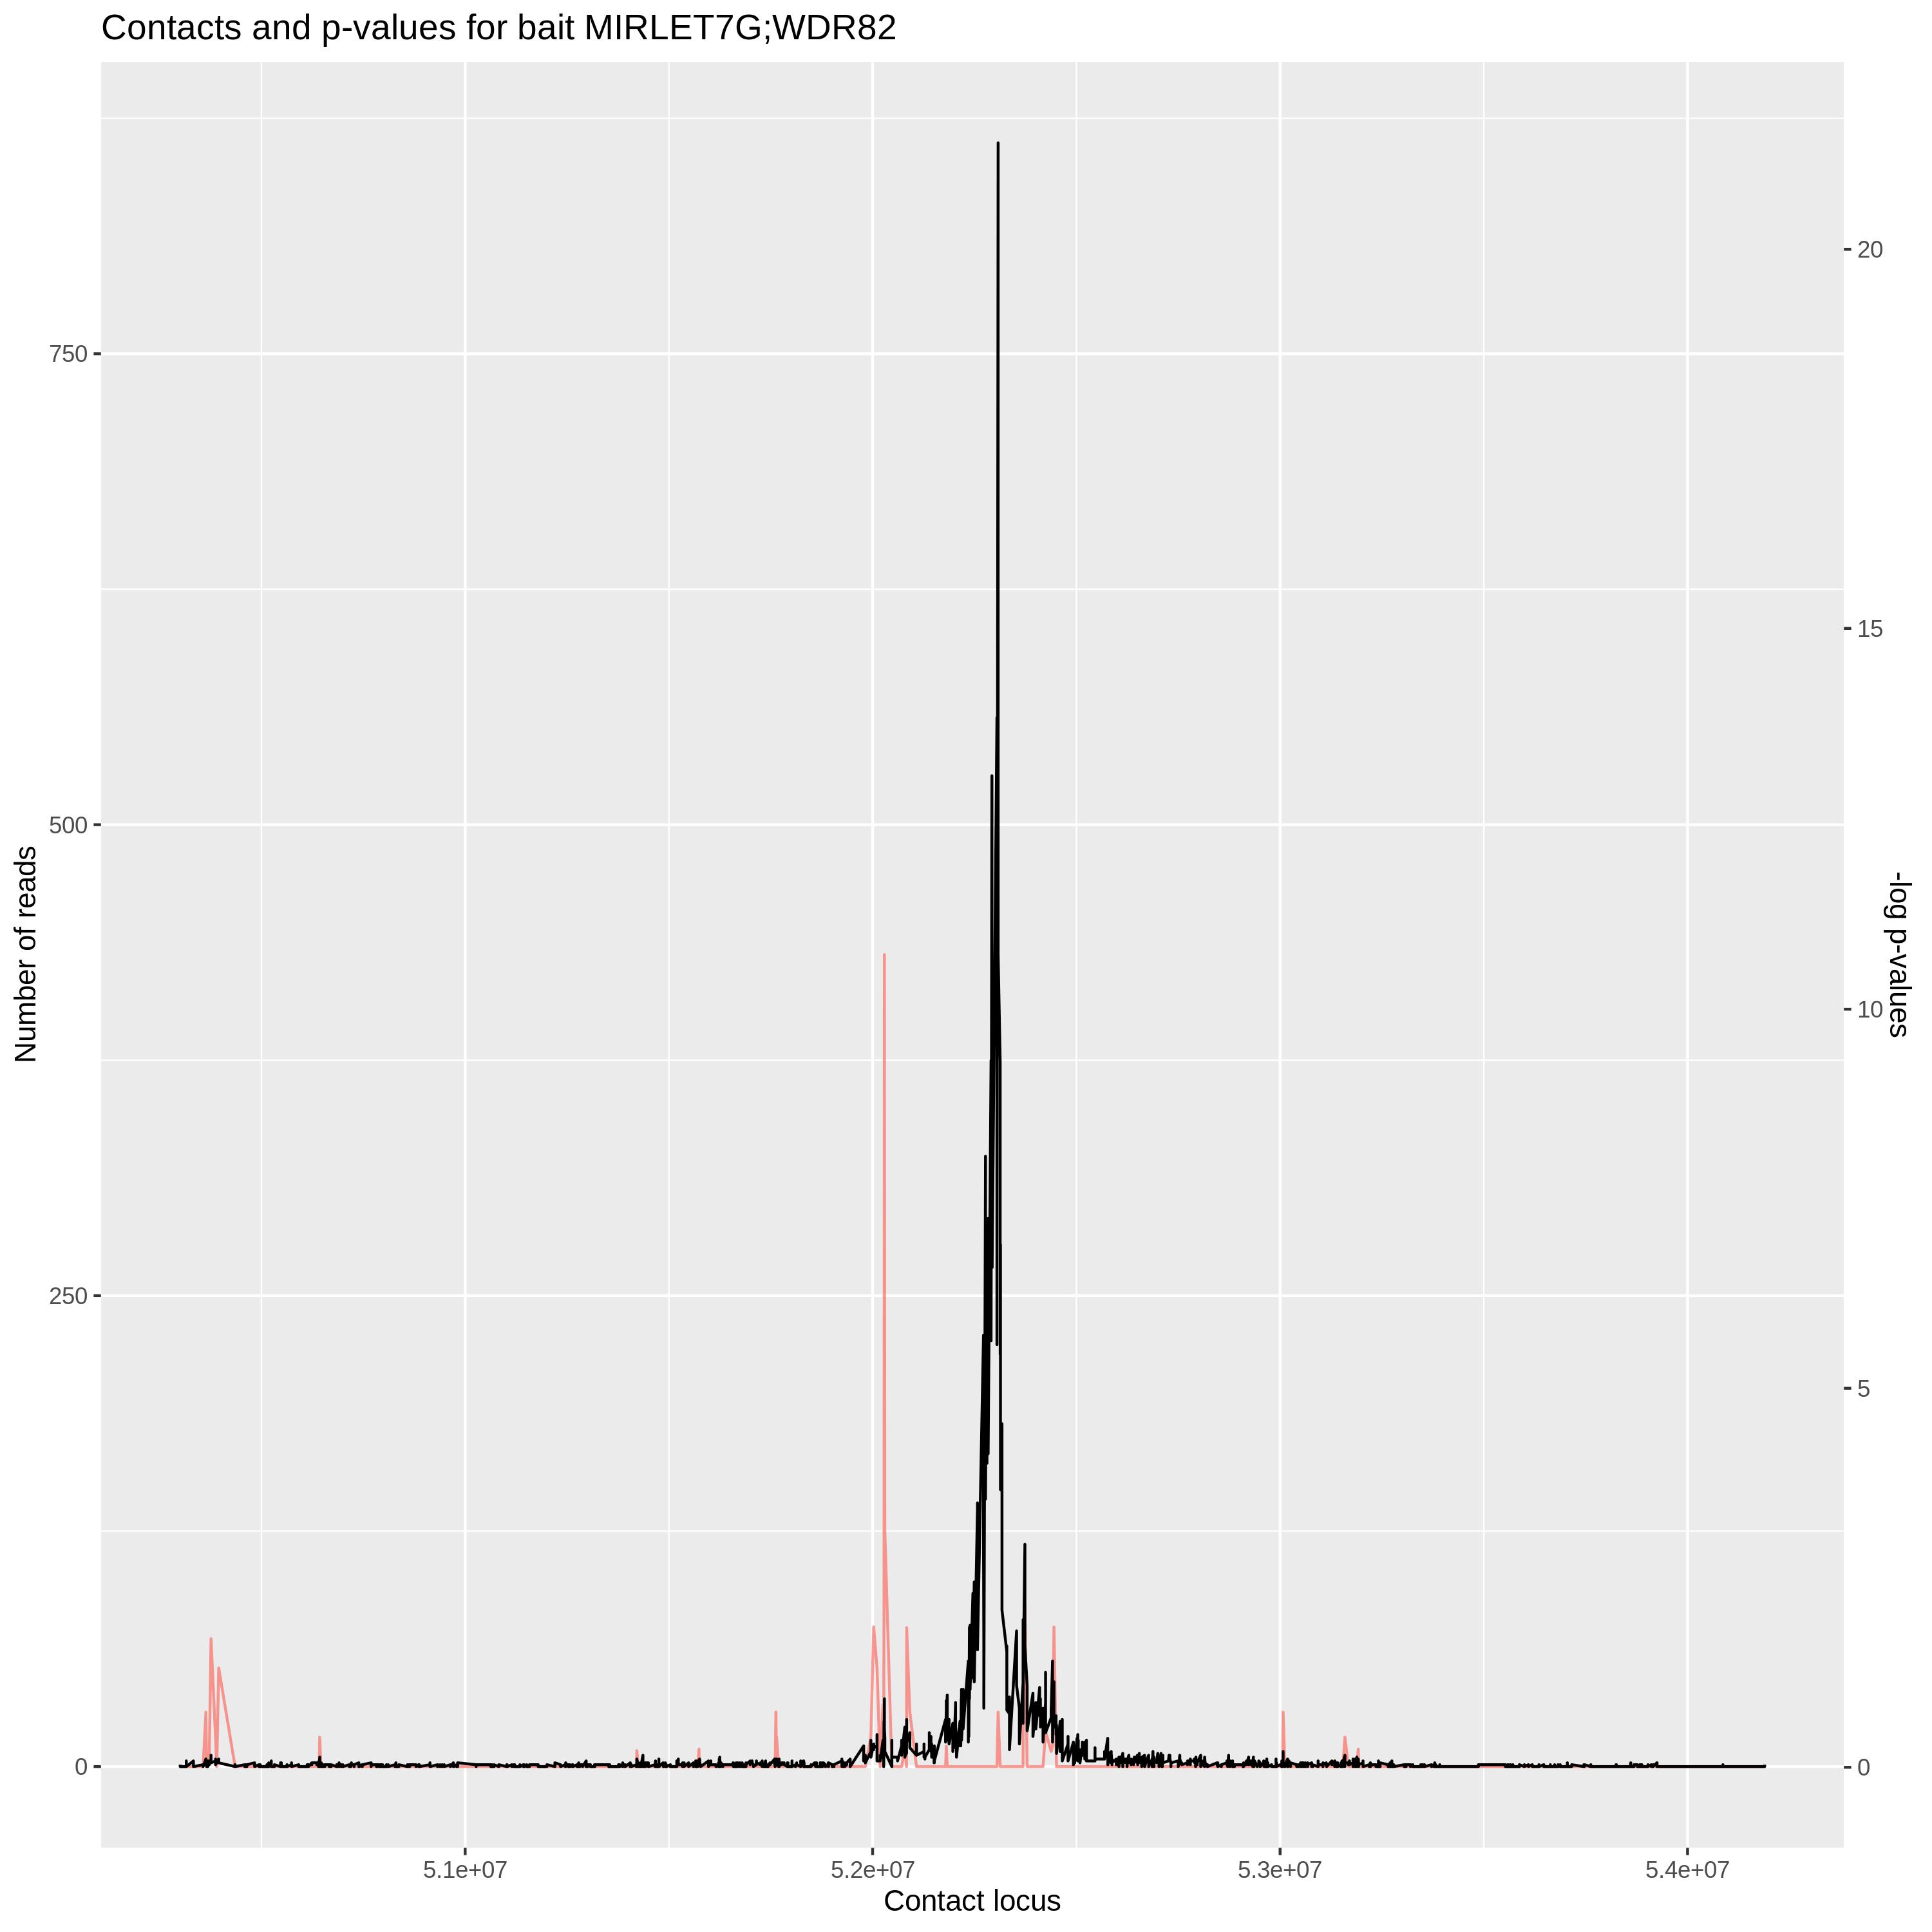 Contacts and p-values for bait MIRLET7G;WDR82
750
500
250
0
Number of reads
20
15
10
5
0
-log p-values
5.1e+07
5.2e+07
5.3e+07
5.4e+07
Contact locus